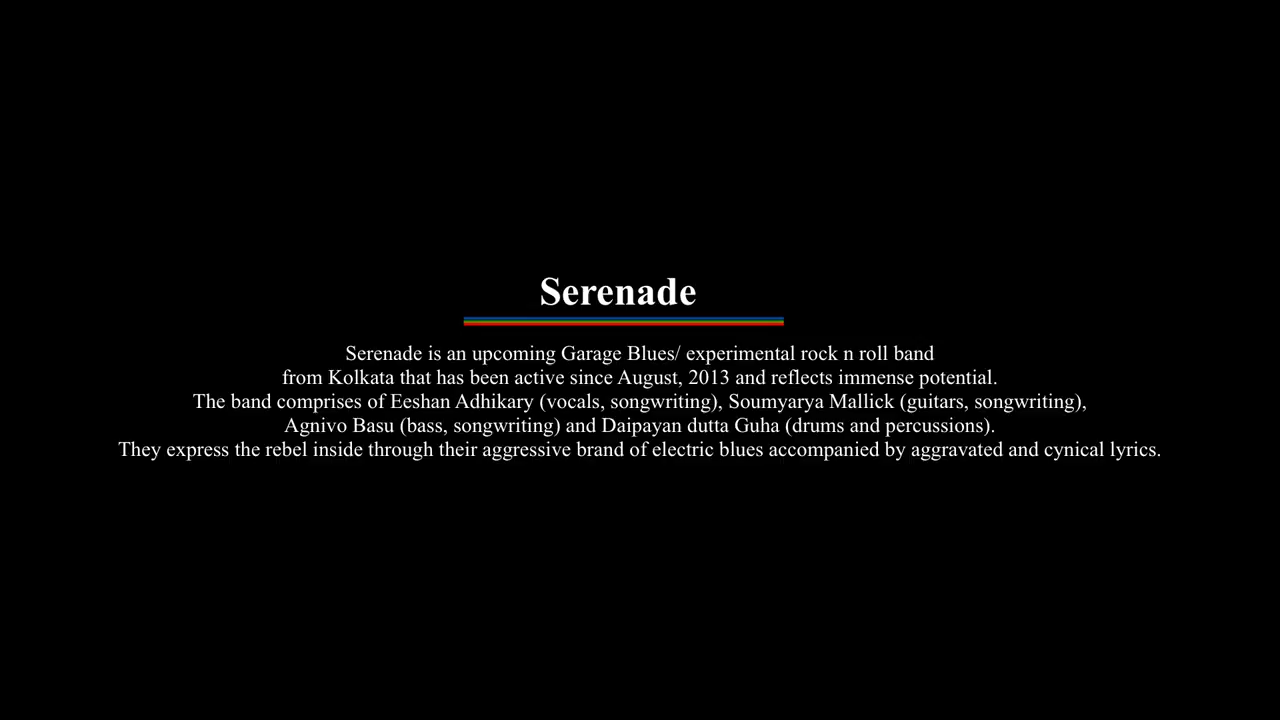 Serenade
Serenade is an upcoming Garage Blues/ experimental rock n roll band
from Kolkata that has been active since August, 2013 and reflects immense potential.
The band comprises of Eeshan Adhikary (vocals, songwriting), Soumyarya Mallick (guitars, songwriting),
Agnivo Basu (bass, songwriting) and Daipayan dutta Guha (drums and percussions).
They express the rebel inside through their aggressive brand of electric blues accompanied by aggravated and cynical lyrics.